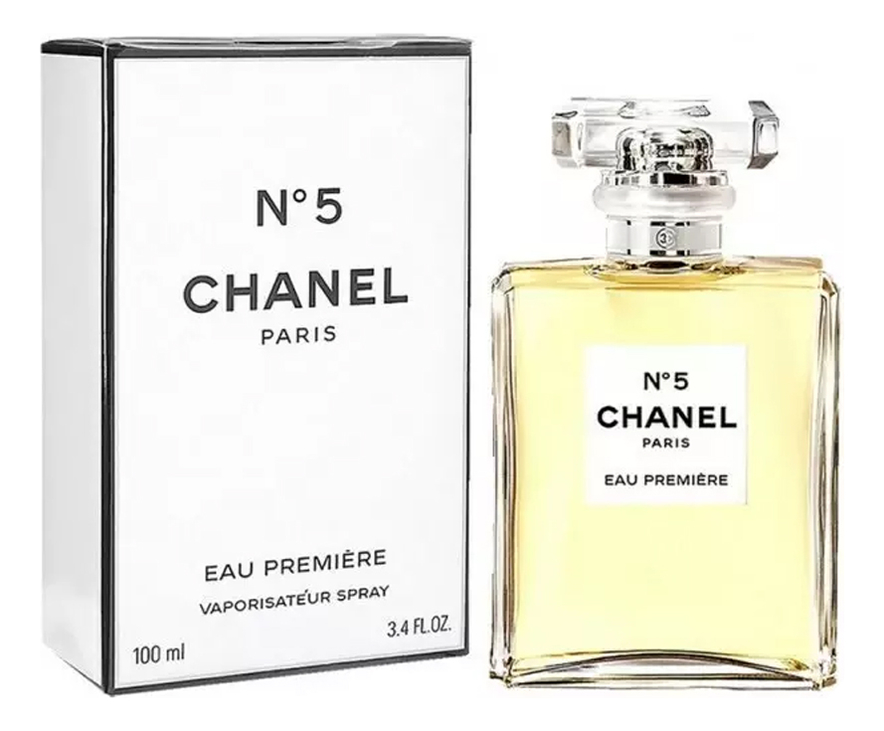 N°5
CHANEL
PARIS
EAU PREMIÈRE
VAPORISATEUR SPRAY
100 ml
3.4 FL.OZ.
N°5
CHANEL
PARIS
EAU PREMIÈRE